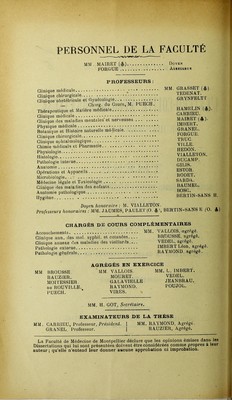 PERSONNEL DE LA FACULTÉ
MM. MAIRET (✻) DOYEN
FORGUE ASSESSEUR
PROFESSEURS:
Clinique médicale MM GRASSET (✻)
Clinique chirurgicale TEDENAT.
Clinique obstétricale et Gynécologie GRYNFELTT
— Charg. du Cours, M. PUECH.
Thérapeutique et Matière médicale HAMELIN (✻)
Clinique médicale CARRIEU.
Clinique des maladies mentales et nerveuses MAIRET (✻).
Physique médicale IMBERT.
Botanique et Histoire naturelle médicale GRANEL.
Clinique chirurgicale FORGUE.
Clinique ophtalmologique TRUC.
Chimie médicale et Pharmacie VILLE.
Physiologie HEDON.
Histologie VIALLETON.
Pathologie interne DUCAMP.
Anatomie GILIS.
Opérations et Appareils ESTOR.
Microbiologie RODET.
Médecine légale et Toxicologie SARDA.
Clinique des maladies des enfants BAUMEL.
Anatomie pathologique BOSC.
Hygiène BERTIN-SANS H.
Doyen honoraire: M. VIALLETON.
Professeurs honoraires: MM. JAUMES, PAULET (O. ✻), BERTIN-SANS E (O. ✻)
CHARGÉS DE COURS COMPLÉMENTAIRES
Accouchements MM. VALLOIS, agrégé.
Clinique ann. des mal. syphil. et cutanées BROUSSE, agrégé.
Clinique annexe des maladies des vieillards VEDEL, agrégé.
Pathologie externe IMBERT Léon, agrégé.
Pathologie générale RAYMOND, agrégé.
AGRÉGÉS EN EXERCICE
MM. BROUSSE. MM. VALLOIS. MM. L. IMBERT.
RAUZIER. MOURET VEDEL.
MOITESSIER GALAVIELLE JEANBRAU.
DE ROUVILLE, RAYMOND. POUJOL.
PUECH. VIRES.
MM. H. GOT, Secrétaire.
EXAMINATEURS DE LA THÈSE
MM. CARRIEU, Professeur, Président. MM. RAYMOND, Agrégé.
GRANEL, Professeur. RAUZIER, Agrégé.
La Faculté de Médecine de Montpellier déclare que les opinions émises dans les
Dissertations qui lui sont présentées doivent être considérées comme propres à leur
auteur; qu'elle n'entend leur donner aucune approbation ni improbation.